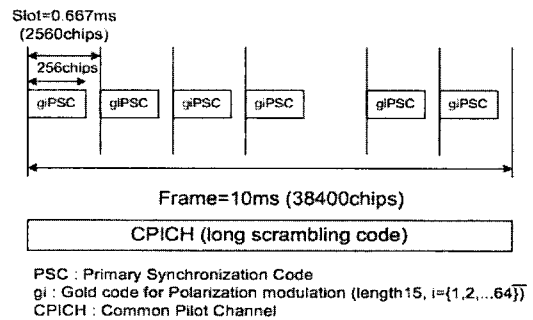 Slot=0.667ms
(2560chips)
256chips
giPSC giPSC giPSC giPSC giPSC giPSC
Frame=10ms (38400chips)
CPICH (long scrambling code)
PSC : Primary Synchronization Code
gi : Gold code for Polarization modulation (length15, i={1,2,...64})
CPICH : Common Pilot Channel